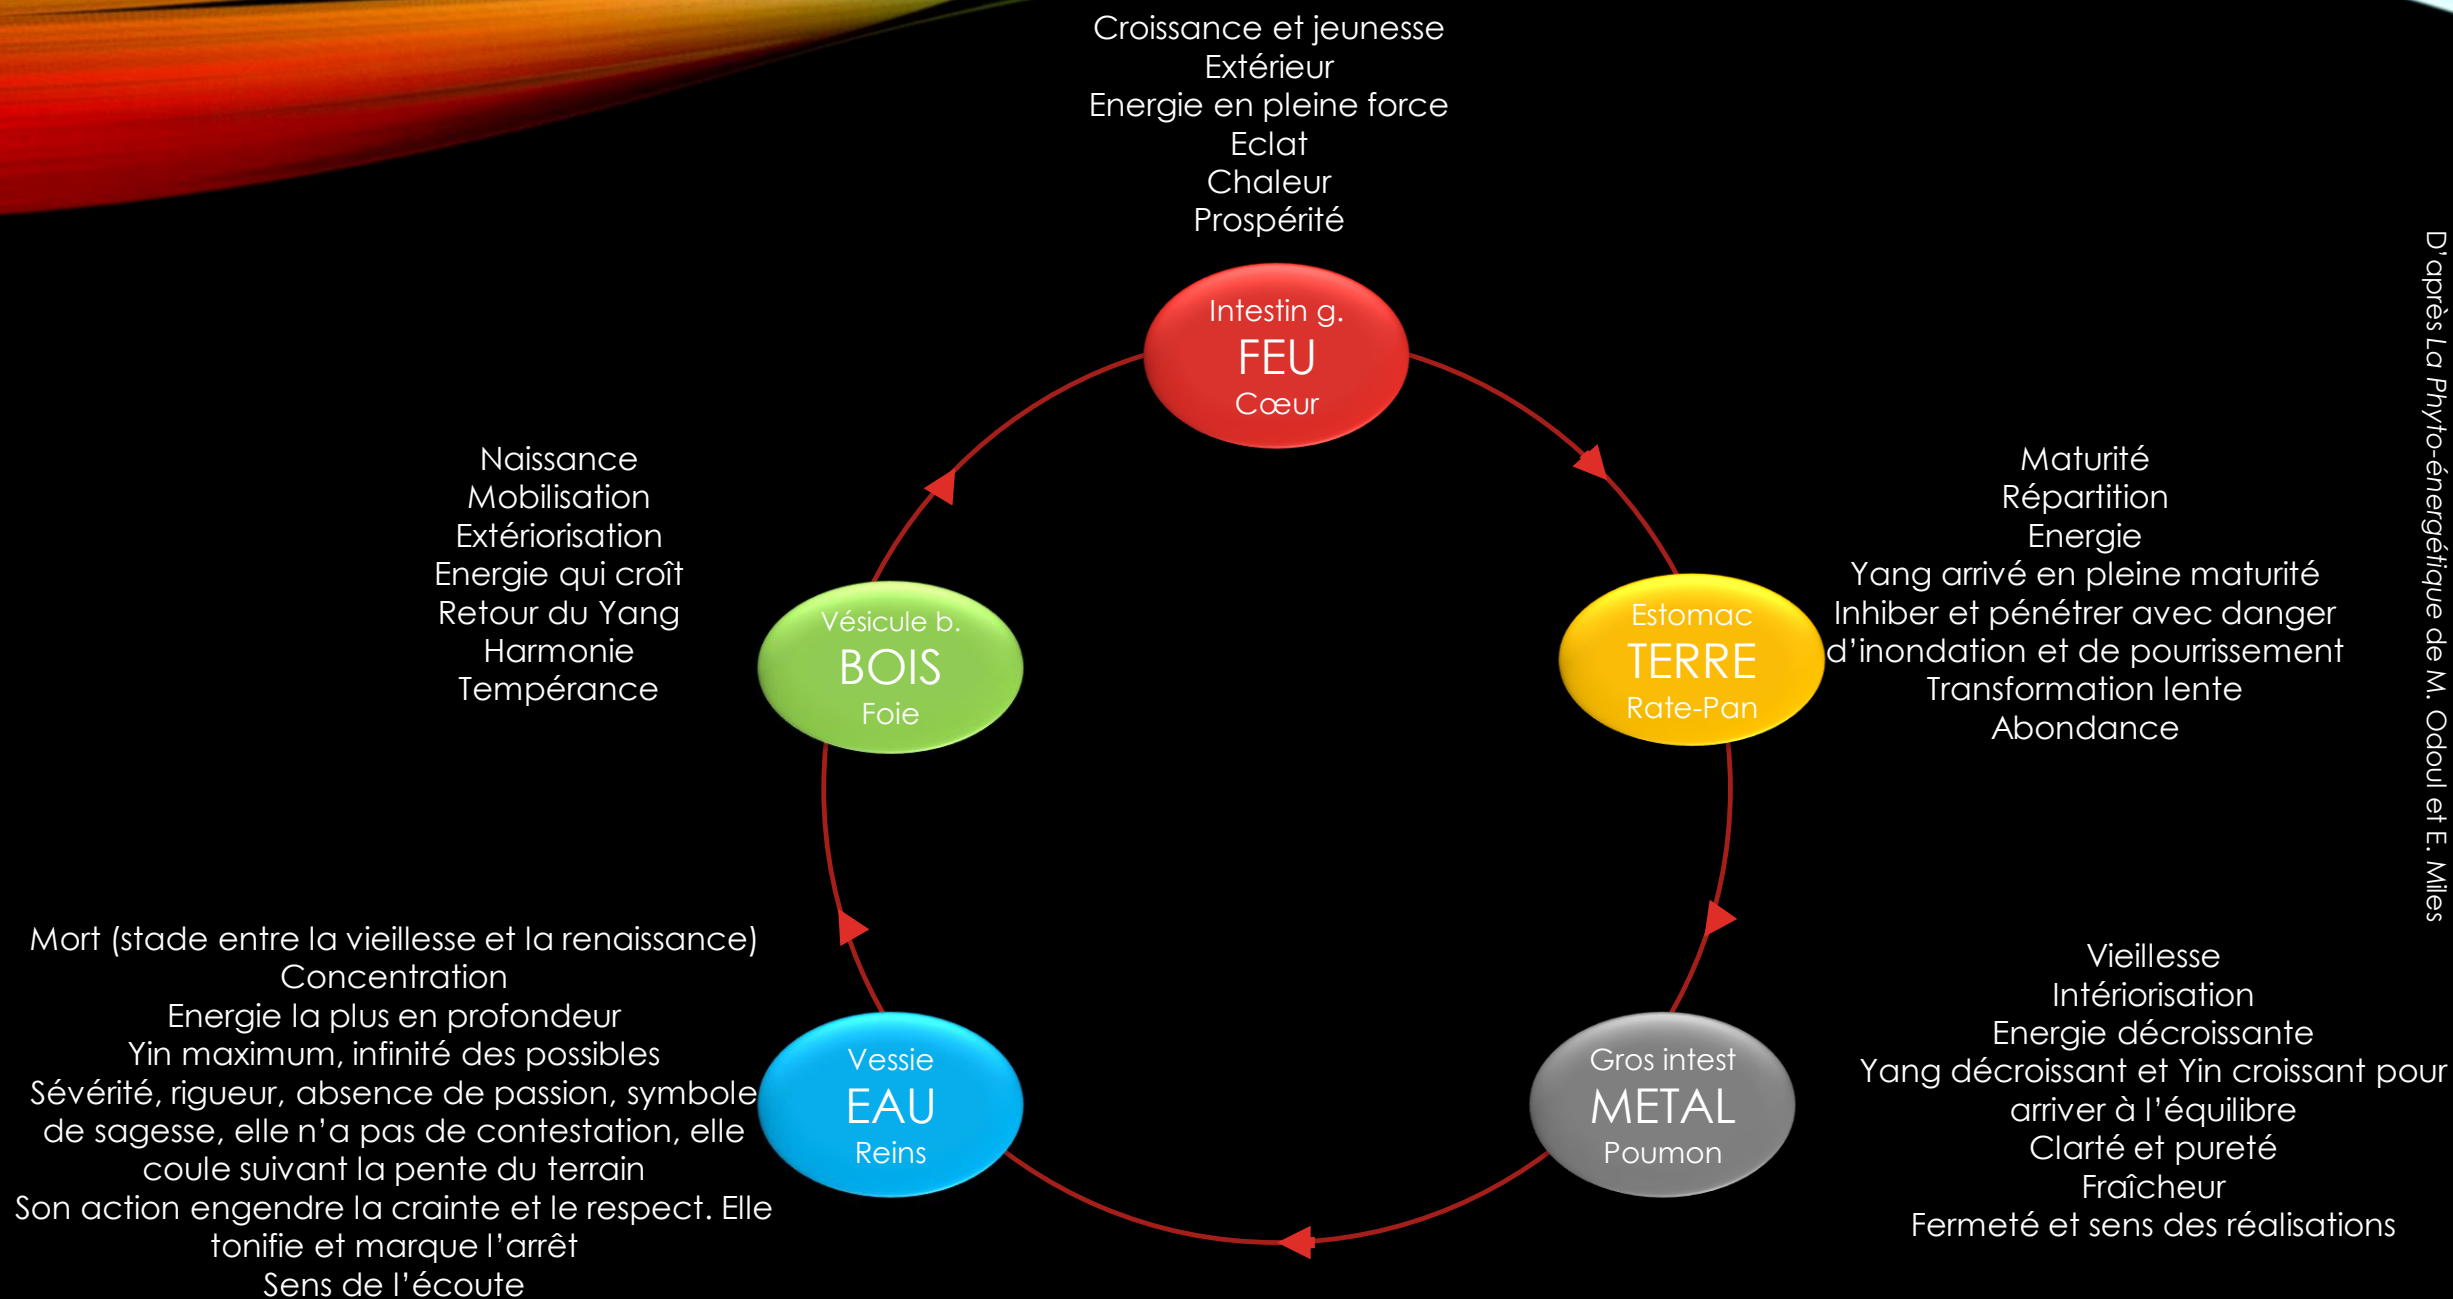 Croissance et jeunesse
Extérieur
Energie en pleine force
Eclat
Chaleur
Prospérité
Intestin g.
FEU
Cœur
Naissance
Mobilisation
Extériorisation
Energie qui croît
Retour du Yang
Harmonie
Tempérance
Vésicule b.
BOIS
Foie
Estomac
TERRE
Rate-Pan
Maturité
Répartition
Energie
Yang arrivé en pleine maturité
Inhiber et pénétrer avec danger
d'inondation et de pourrissement
Transformation lente
Abondance
Mort (stade entre la vieillesse et la renaissance)
Concentration
Energie la plus en profondeur
Yin maximum, infinité des possibles
Sévérité, rigueur, absence de passion, symbole
de sagesse, elle n'a pas de contestation, elle
coule suivant la pente du terrain
Son action engendre la crainte et le respect. Elle
tonifie et marque l'arrêt
Sens de l'écoute
Vessie
EAU
Reins
Gros intest
METAL
Poumon
Vieillesse
Intériorisation
Energie décroissante
Yang décroissant et Yin croissant pour
arriver à l'équilibre
Clarté et pureté
Fraîcheur
Fermeté et sens des réalisations
D'après La Phyto-énergétique de M. Odoul et E. Miles